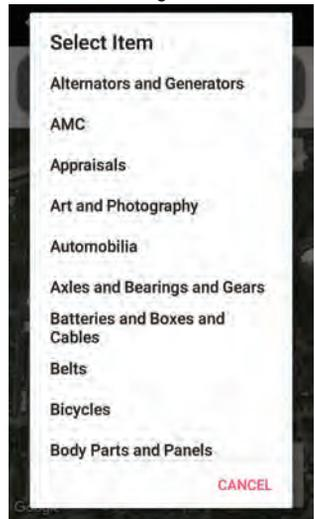 Select Item
Alternators and Generators
AMC
Appraisals
Art and Photography
Automobilia
Axles and Bearings and Gears
Batteries and Boxes and
Cables
Belts
Bicycles
Body Parts and Panels
CANCEL
Google